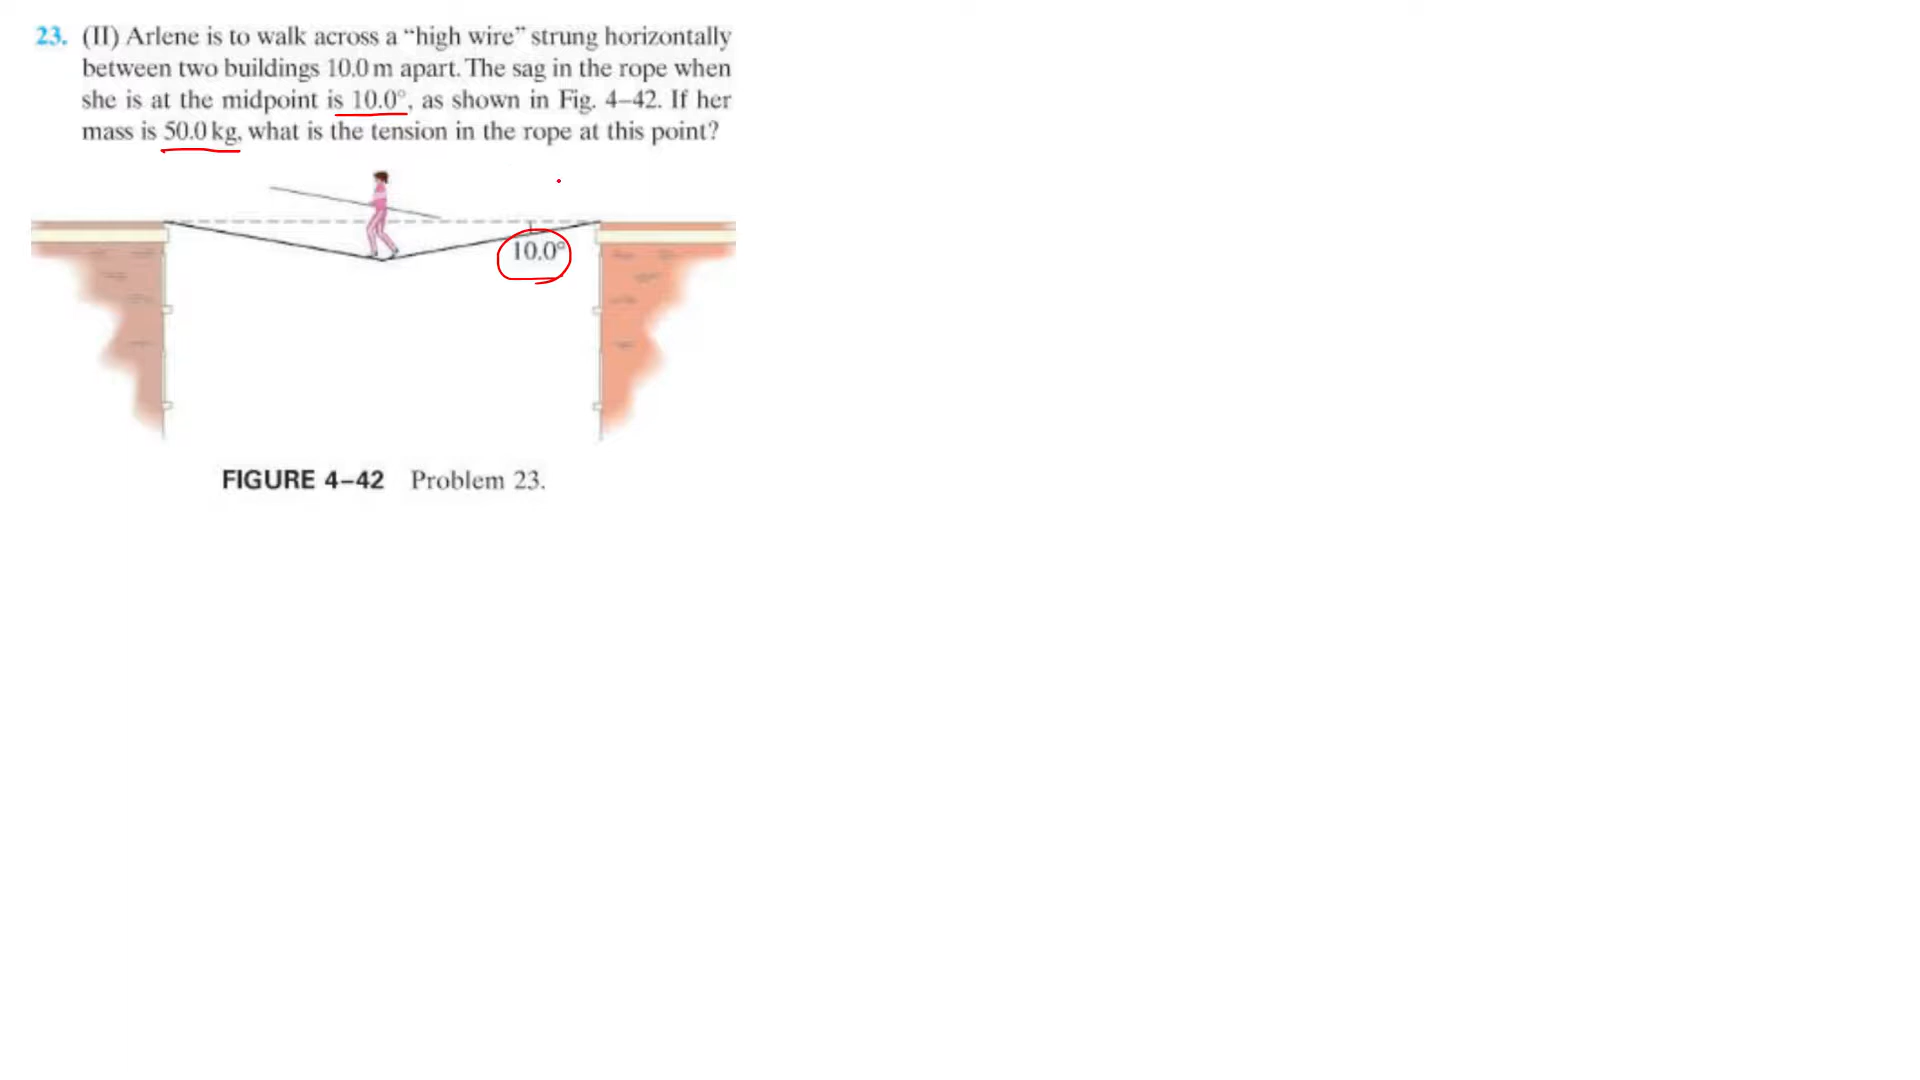 23. (II) Arlene is to walk across a “high wire” strung horizontally
between two buildings 10.0 m apart. The sag in the rope when
she is at the midpoint is 10.0°, as shown in Fig. 4–42. If her
mass is 50.0 kg, what is the tension in the rope at this point?
10.0°
FIGURE 4–42 Problem 23.